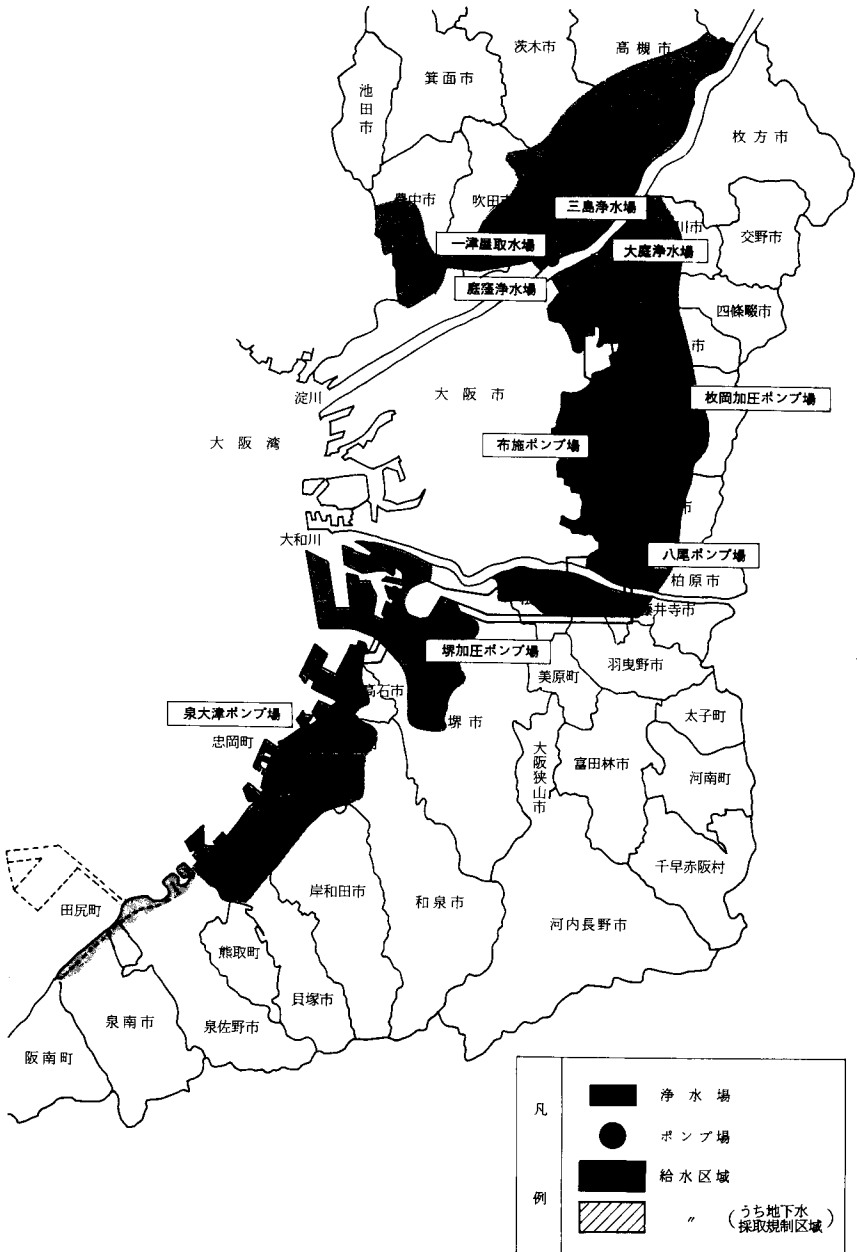 茨木市
高槻市
箕面市
池田市
枚方市
豊中市
吹田市
三島浄水場
川市
交野市
一津屋取水場
大庭浄水場
庭窪浄水場
四條畷市
市
淀川
大阪市
枚岡加圧ポンプ場
大阪湾
布施ポンプ場
市
大和川
八尾ポンプ場
柏原市
藤井寺市
堺加圧ポンプ場
羽曳野市
美原町
高石市
泉大津ポンプ場
堺市
太子町
忠岡町
大阪狭山市
富田林市
河南町
千早赤阪村
岸和田市
和泉市
田尻町
河内長野市
熊取町
貝塚市
泉南市
泉佐野市
阪南町
凡例
浄水場
ポンプ場
給水区域
〃(うち地下水
採取規制区域)